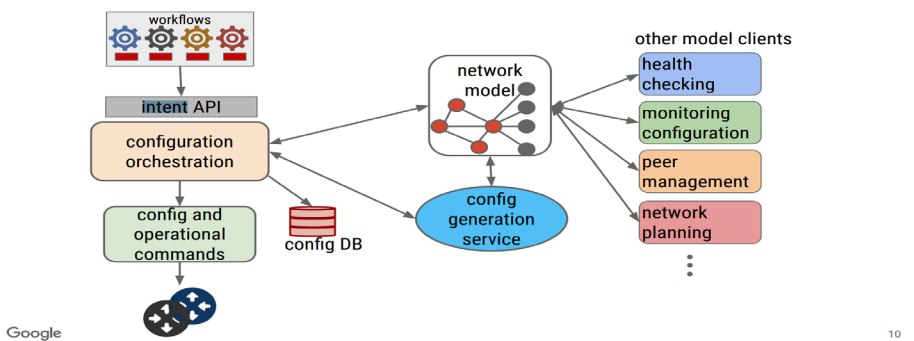 workflows
intent API
configuration
orchestration
config and
operational
commands
config DB
network
model
config
generation
service
other model clients
health
checking
monitoring
configuration
peer
management
network
planning
Google
10